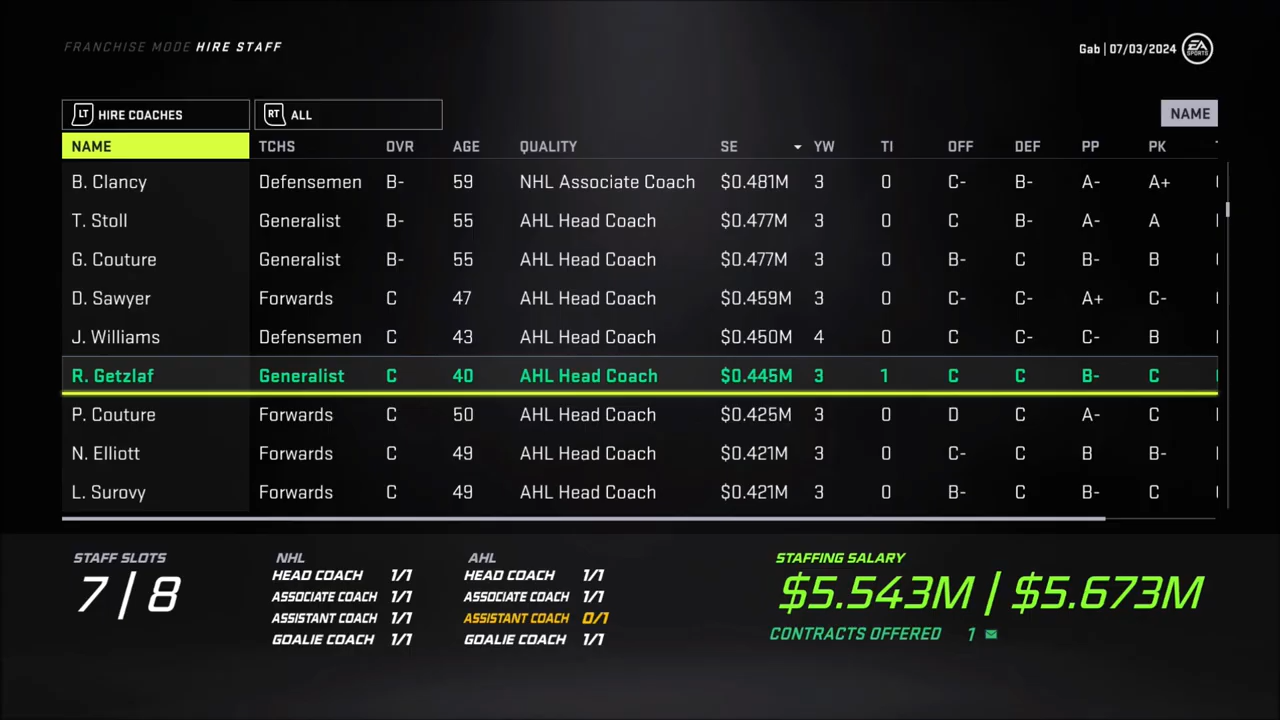 FRANCHISE MODE HIRE STAFF
Gab | 07/03/2024 EA SPORTS
LT HIRE COACHES RT ALL NAME
NAME TCHS OVR AGE QUALITY SE YW TI OFF DEF PP PK
B. Clancy Defensemen B- 59 NHL Associate Coach $0.481M 3 0 C- B- A- A+
T. Stoll Generalist B- 55 AHL Head Coach $0.477M 3 0 C B- A- A
G. Couture Generalist B- 55 AHL Head Coach $0.477M 3 0 B- C B- B
D. Sawyer Forwards C 47 AHL Head Coach $0.459M 3 0 C- C- A+ C-
J. Williams Defensemen C 43 AHL Head Coach $0.450M 4 0 C C- C- B
R. Getzlaf Generalist C 40 AHL Head Coach $0.445M 3 1 C C B- C
P. Couture Forwards C 50 AHL Head Coach $0.425M 3 0 D C A- C
N. Elliott Forwards C 49 AHL Head Coach $0.421M 3 0 C- C B B-
L. Surovy Forwards C 49 AHL Head Coach $0.421M 3 0 B- C B- C
STAFF SLOTS NHL AHL STAFFING SALARY
7 | 8 $5.543M | $5.673M
HEAD COACH 1/1 HEAD COACH 1/1
ASSOCIATE COACH 1/1 ASSOCIATE COACH 1/1
ASSISTANT COACH 1/1 ASSISTANT COACH 0/1
GOALIE COACH 1/1 GOALIE COACH 1/1
CONTRACTS OFFERED 1